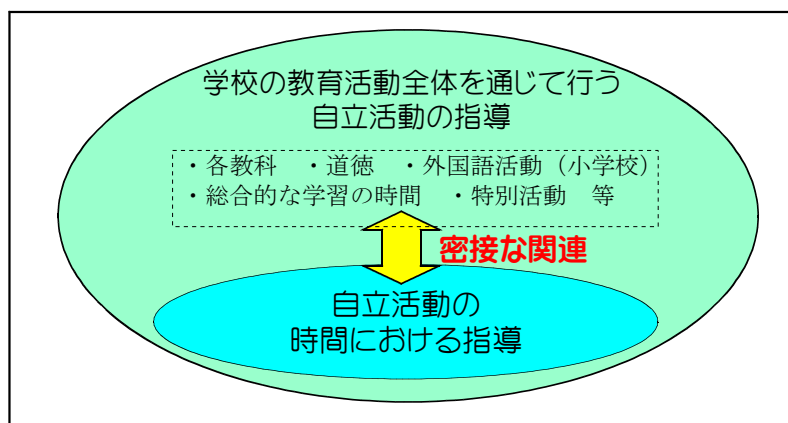 学校の教育活動全体を通じて行う
自立活動の指導
・各教科　・道徳　・外国語活動（小学校）
・総合的な学習の時間　・特別活動　等
密接な関連
自立活動の
時間における指導